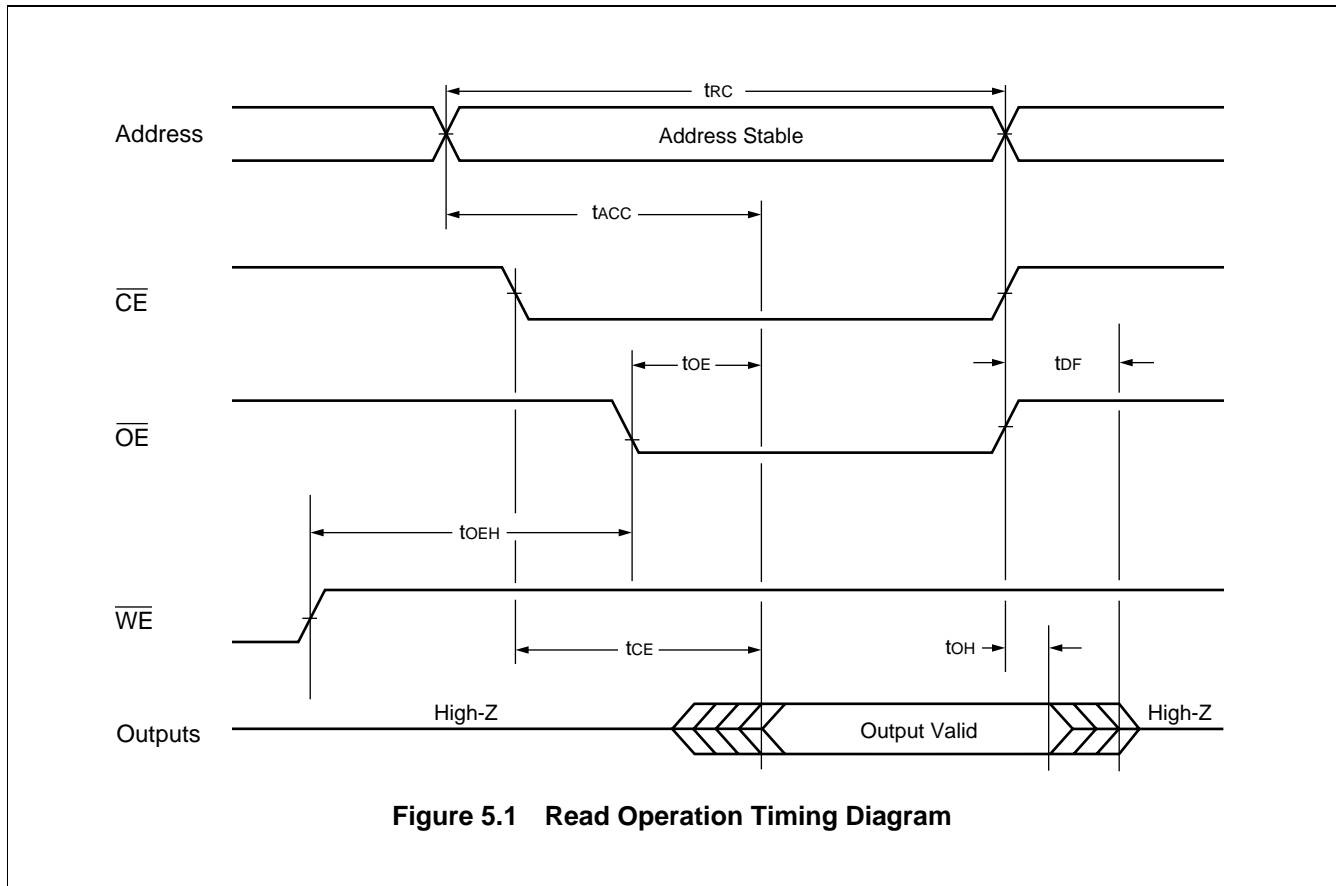 tRC
Address
Address Stable
tACC
CE
tOE
tDF
OE
tOEH
WE
tCE
tOH
High-Z
High-Z
Outputs
Output Valid
Figure 5.1 Read Operation Timing Diagram